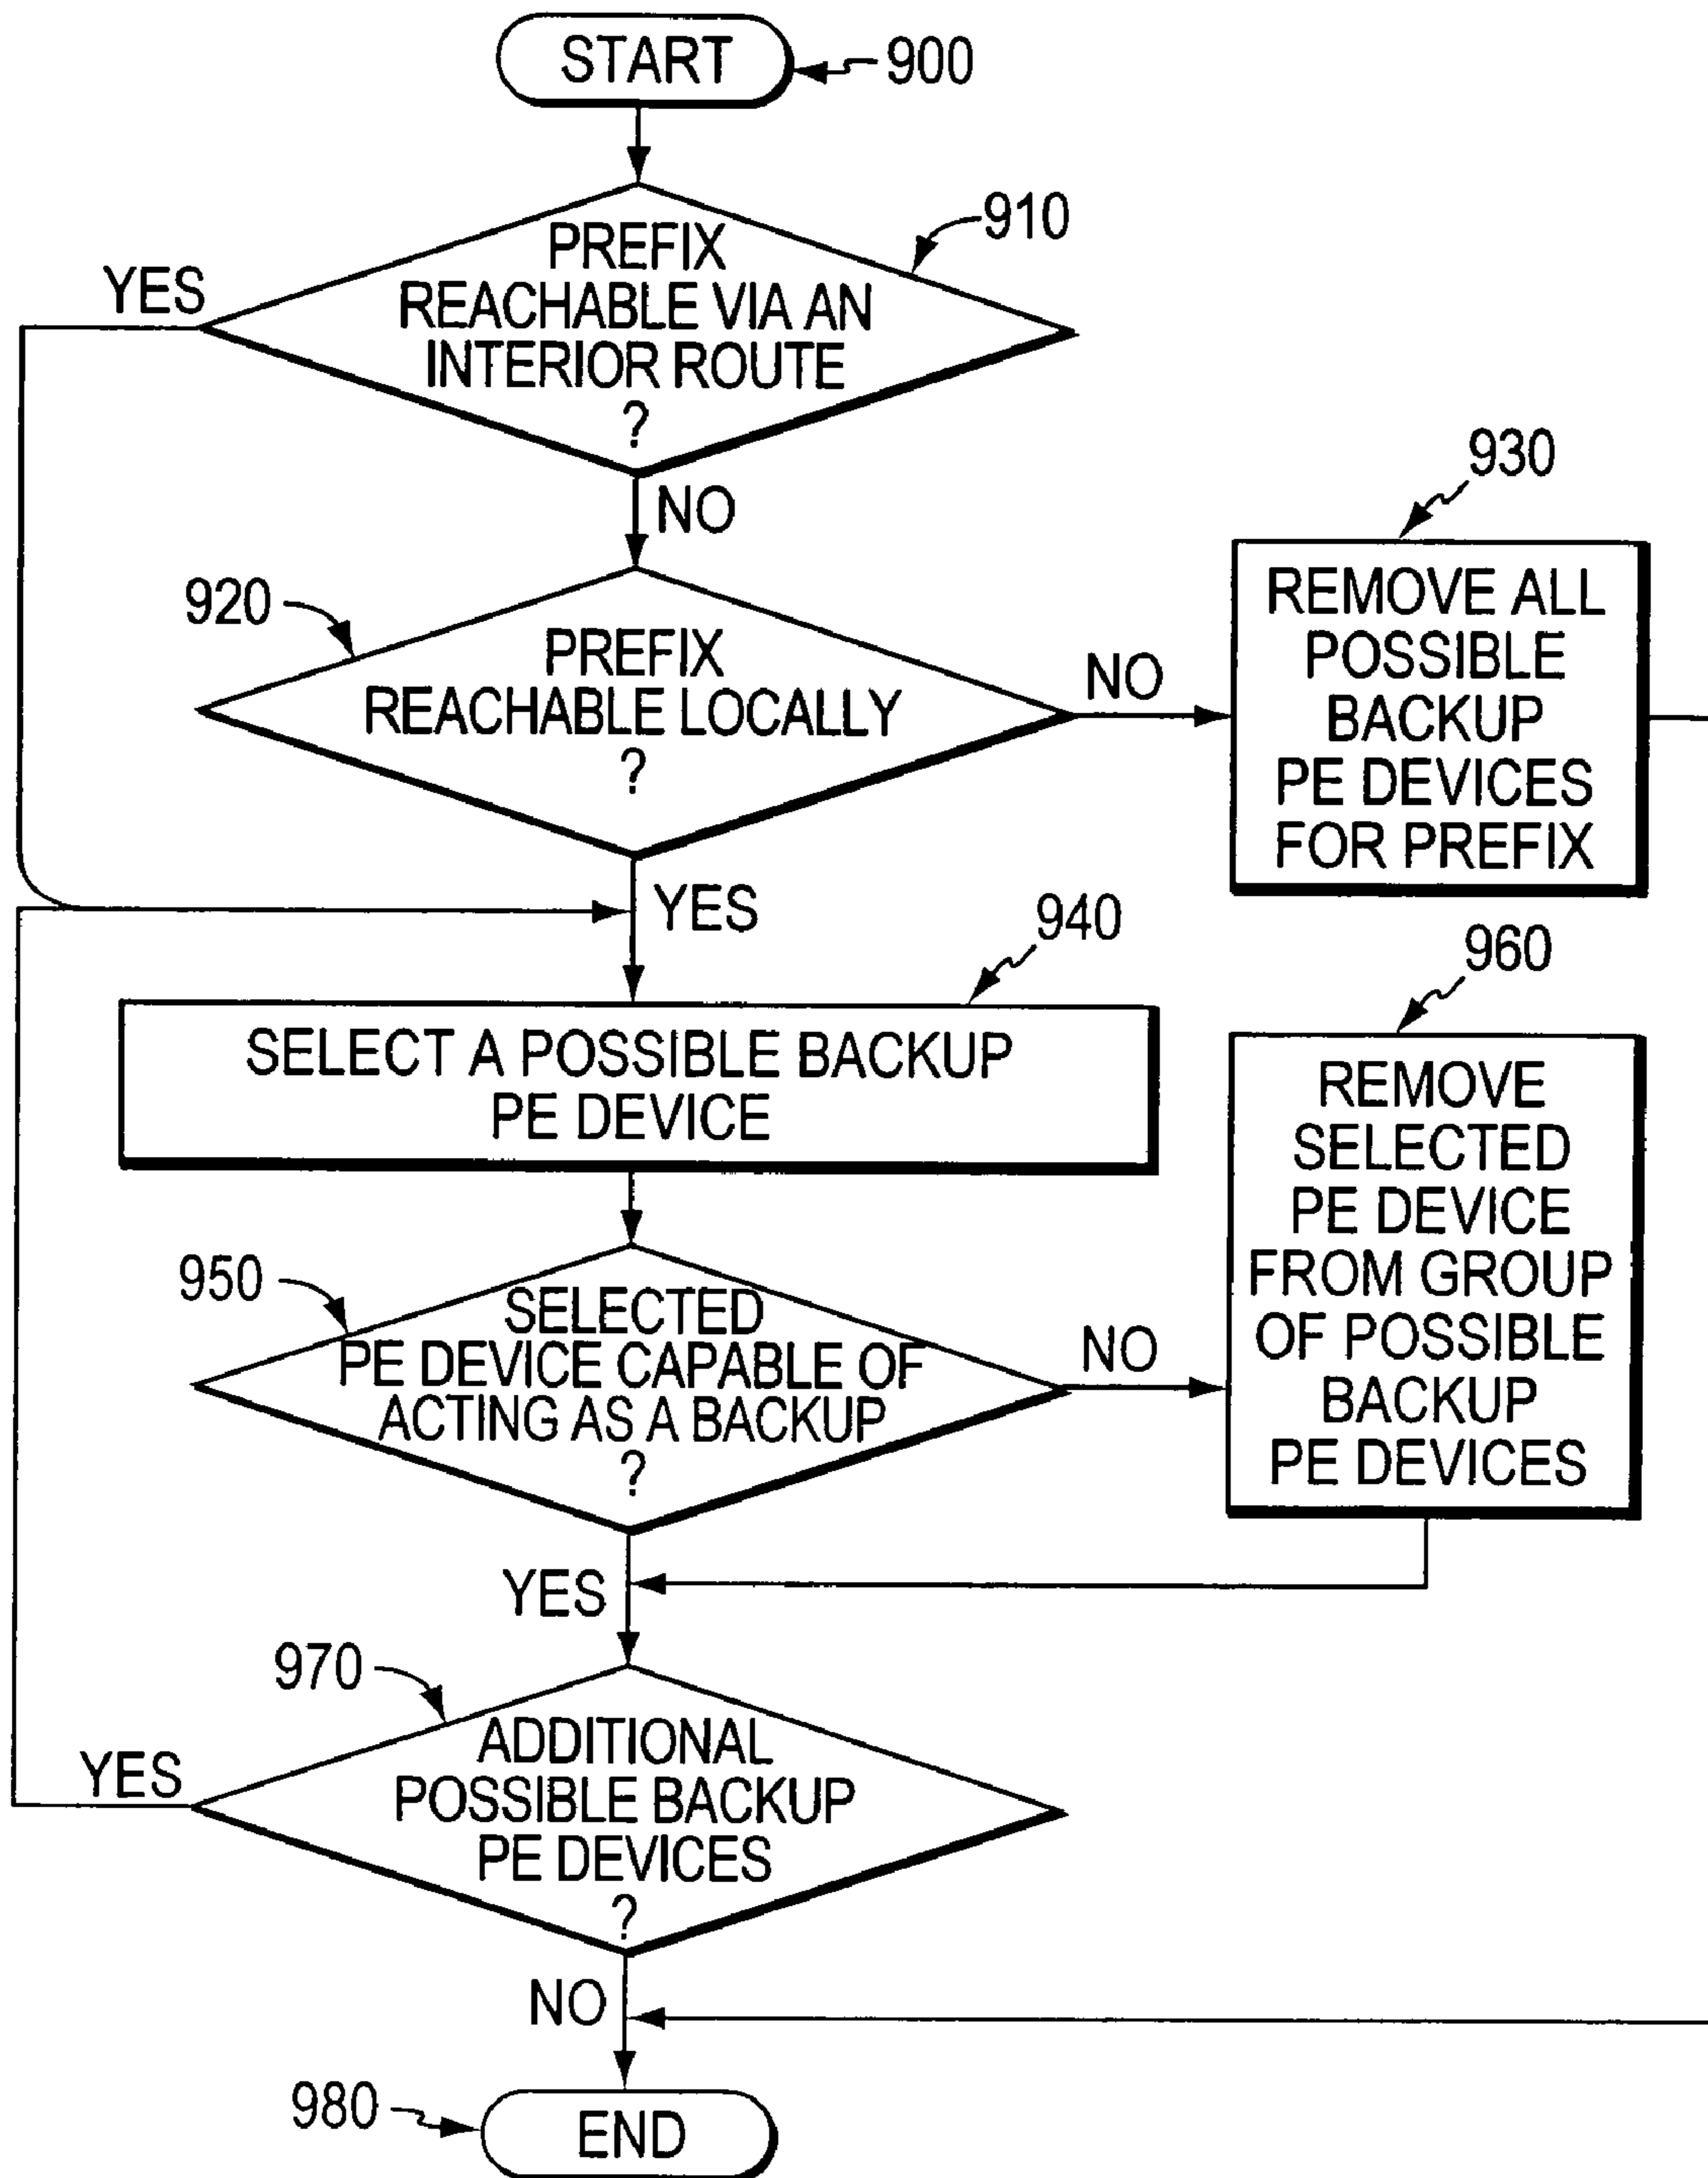 START
900
910
PREFIX
REACHABLE VIA AN
INTERIOR ROUTE
?
YES
NO
920
PREFIX
REACHABLE LOCALLY
?
NO
930
REMOVE ALL
POSSIBLE
BACKUP
PE DEVICES
FOR PREFIX
YES
940
SELECT A POSSIBLE BACKUP
PE DEVICE
950
SELECTED
PE DEVICE CAPABLE OF
ACTING AS A BACKUP
?
NO
960
REMOVE
SELECTED
PE DEVICE
FROM GROUP
OF POSSIBLE
BACKUP
PE DEVICES
YES
970
ADDITIONAL
POSSIBLE BACKUP
PE DEVICES
?
YES
NO
980
END